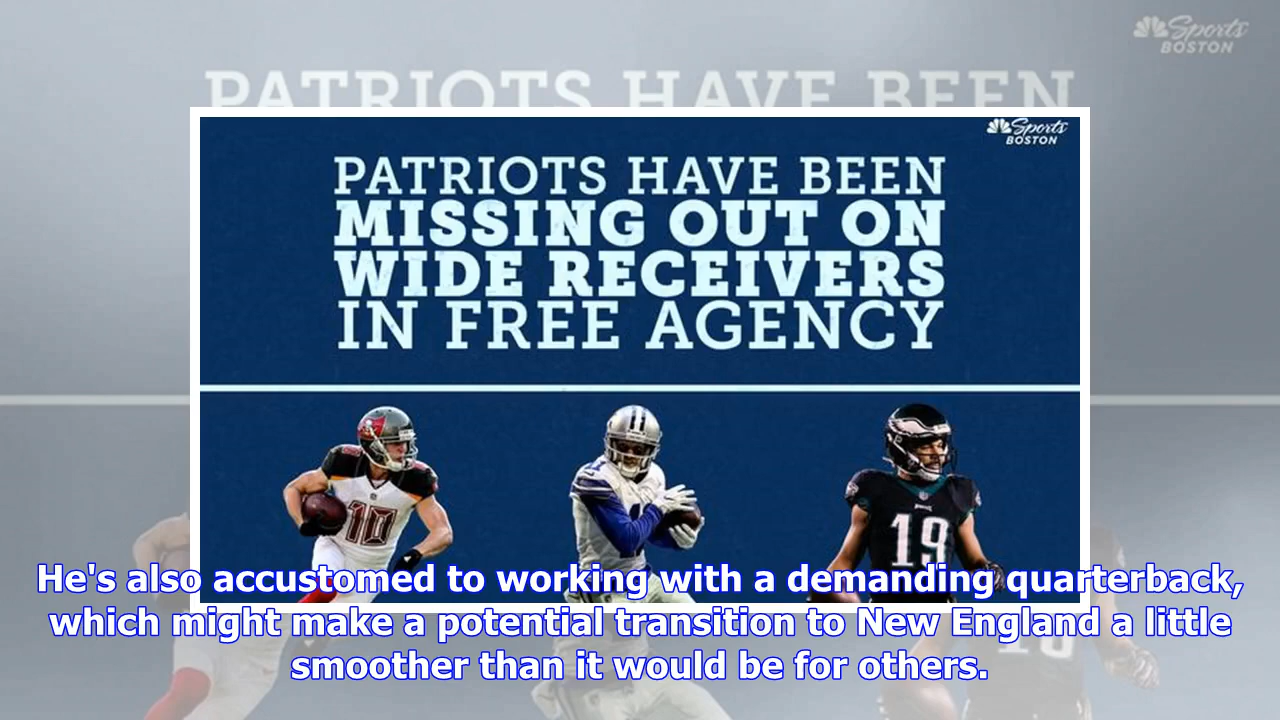 Sports
BOSTON
PATRIOTS HAVE BEEN
Sports
BOSTON
PATRIOTS HAVE BEEN
MISSING OUT ON
WIDE RECEIVERS
IN FREE AGENCY
10
19
He's also accustomed to working with a demanding quarterback,
which might make a potential transition to New England a little
smoother than it would be for others.